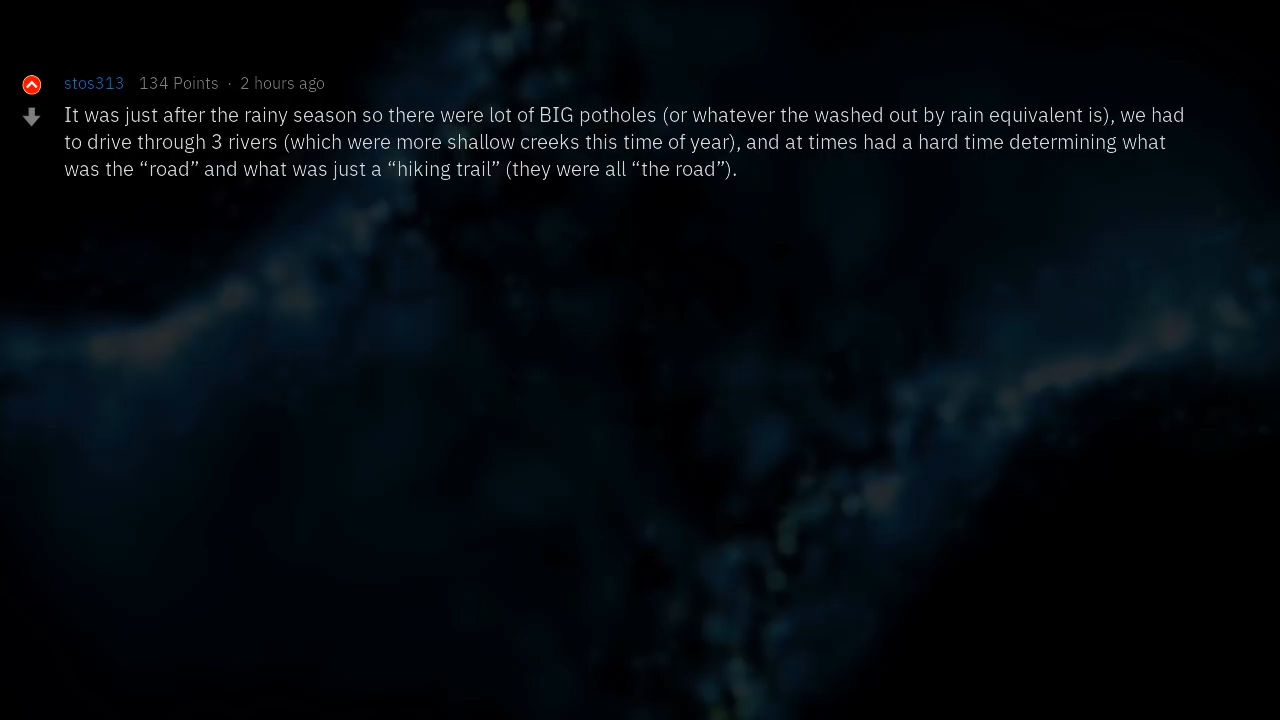 stos313 134 Points · 2 hours ago
It was just after the rainy season so there were lot of BIG potholes (or whatever the washed out by rain equivalent is), we had
to drive through 3 rivers (which were more shallow creeks this time of year), and at times had a hard time determining what
was the “road” and what was just a “hiking trail” (they were all “the road”).